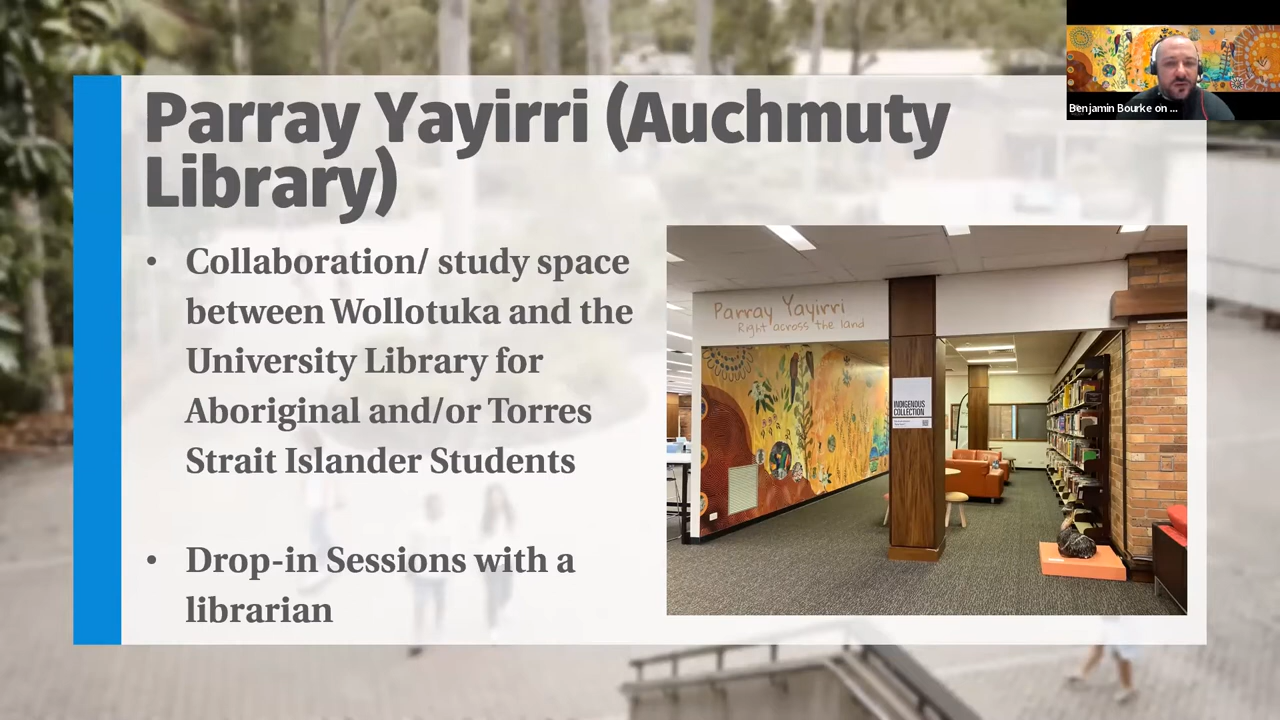 Parray Yayirri (Auchmuty
Library)
• Collaboration/ study space
between Wollotuka and the
University Library for
Aboriginal and/or Torres
Strait Islander Students
• Drop-in Sessions with a
librarian
Parray Yayirri
Right across the land
INDIGENOUS
COLLECTION
Benjamin Bourke on ...